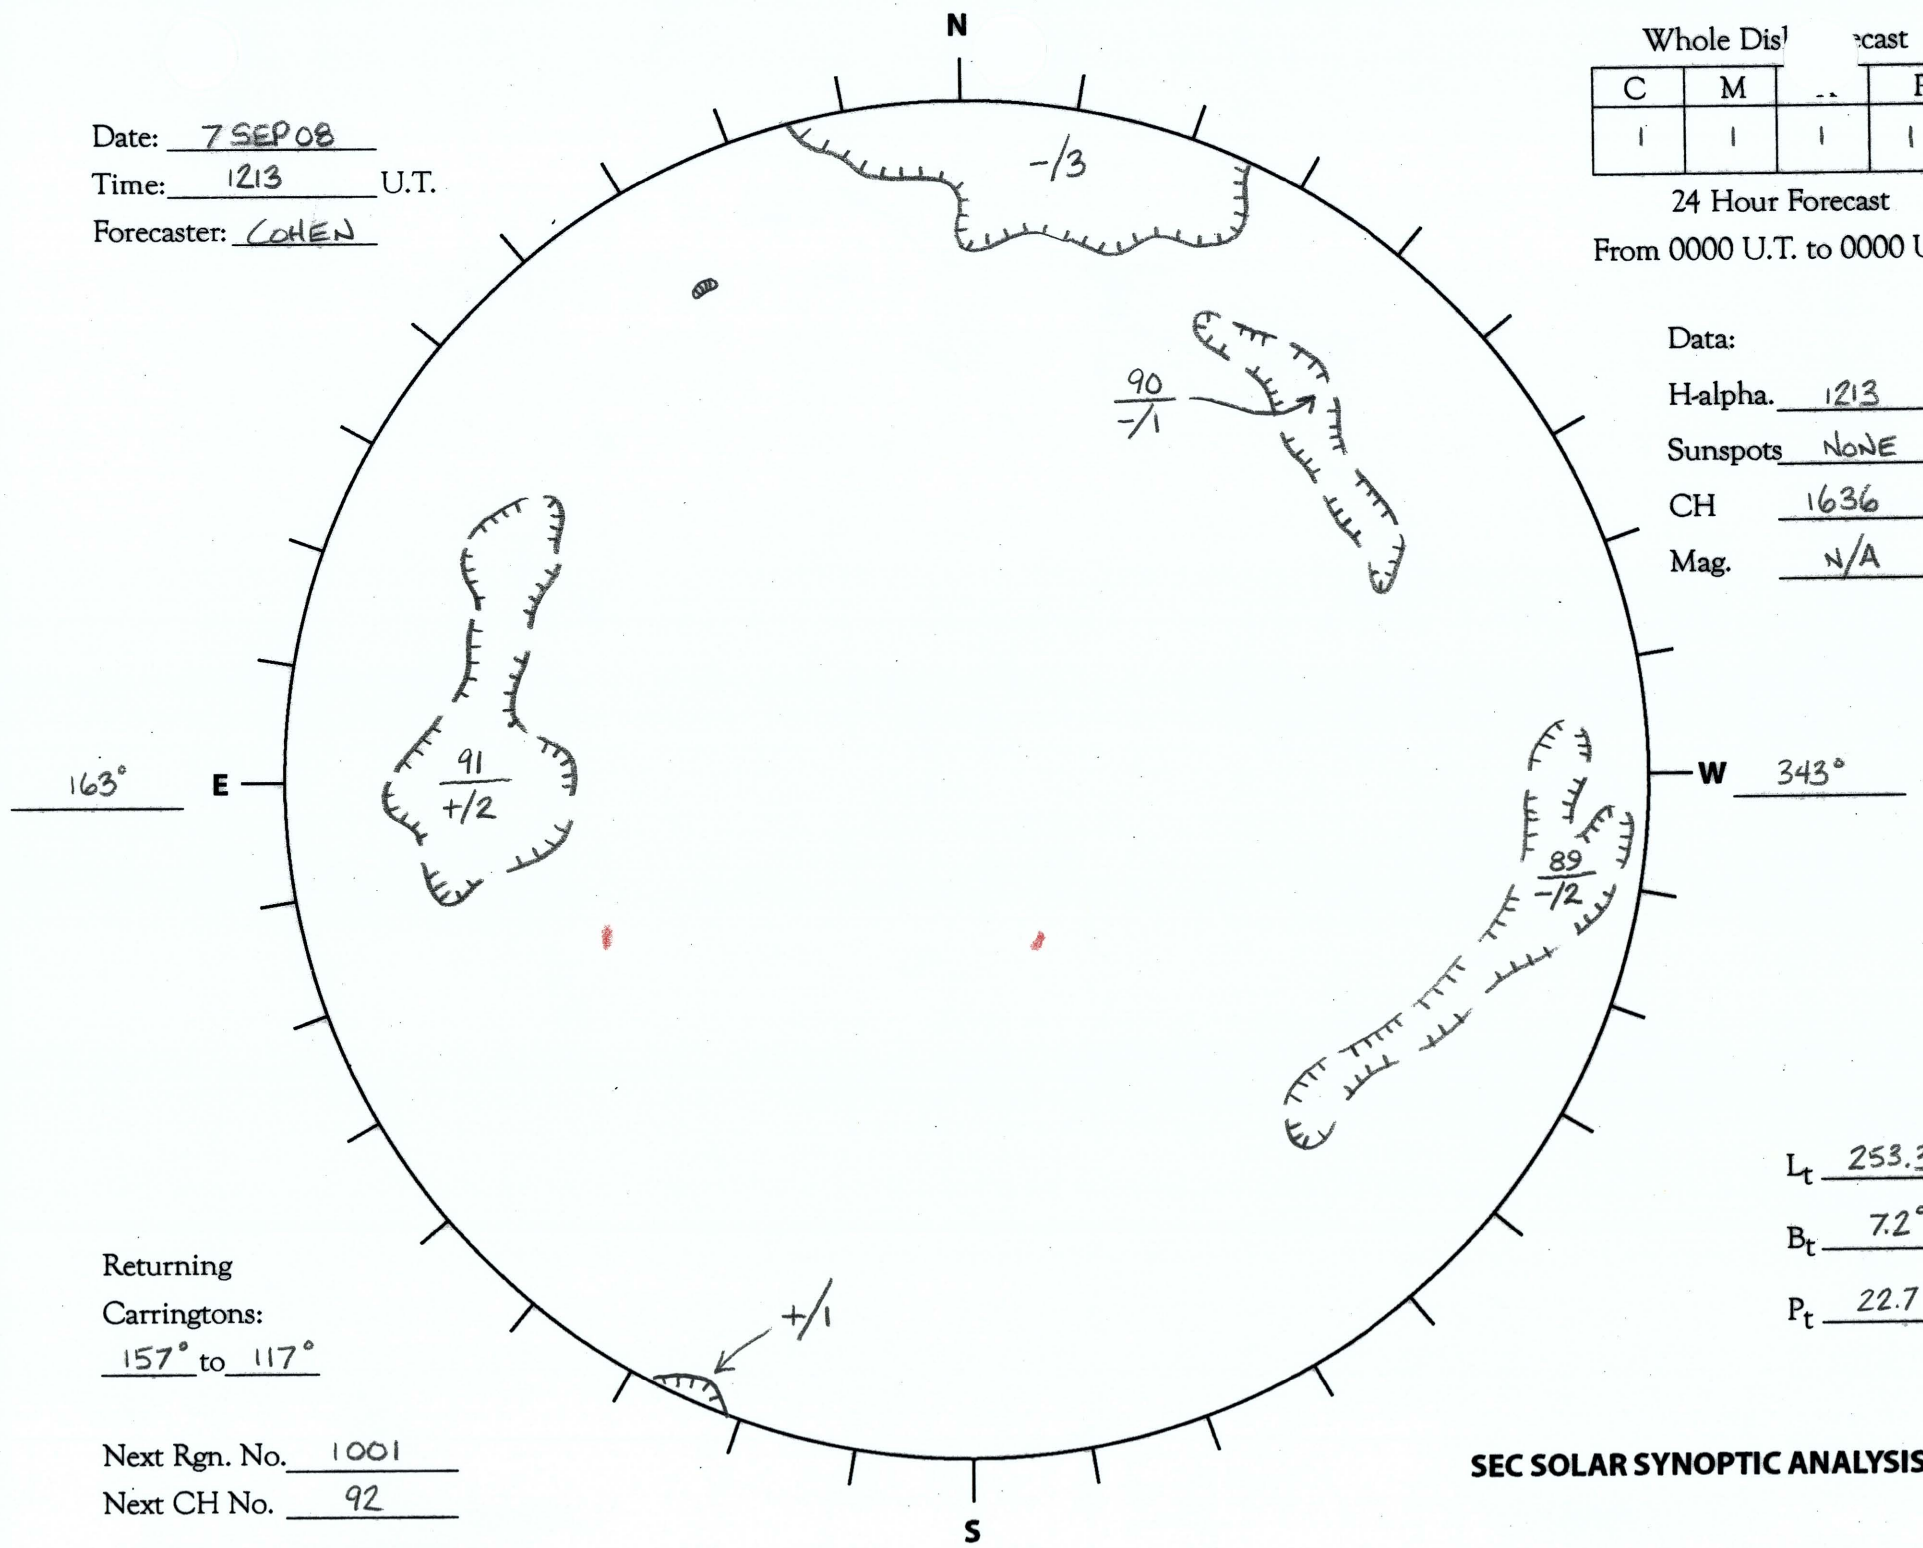 N
Whole Dis
ecast
C M
1 1 1 1
24 Hour Forecast
From 0000 U.T. to 0000 U
Date: 7 SEP 08
Time: 1213 U.T.
Forecaster: COHEN
-/3
Data:
H-alpha. 1213
Sunspots NONE
CH 1636
Mag. N/A
90
-/1
163° E
91
+/2
W 343°
89
-/2
Lt 253.3
Bt 7.2°
Pt 22.7
Returning
Carringtons:
157° to 117°
+/1
Next Rgn. No. 1001
Next CH No. 92
SEC SOLAR SYNOPTIC ANALYSIS
S